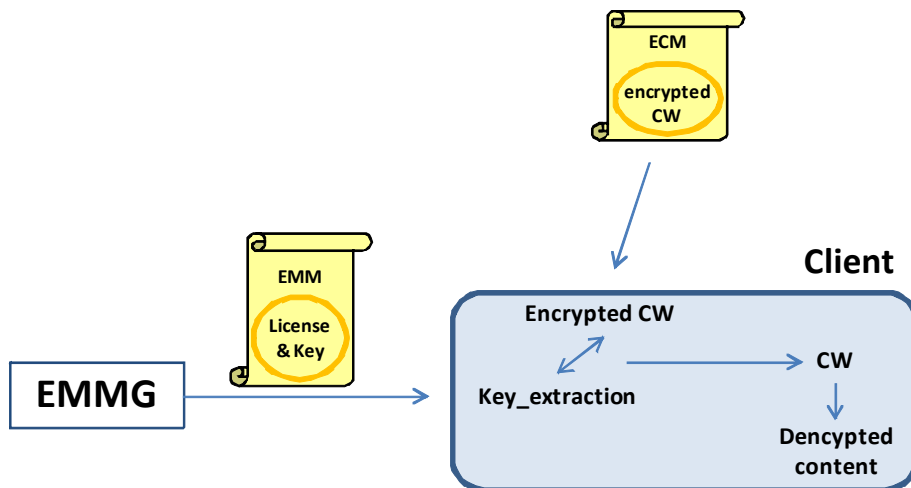 ECM
encrypted
CW
EMM
License
& Key
EMMG
Client
Encrypted CW
Key_extraction
CW
Dencypted
content